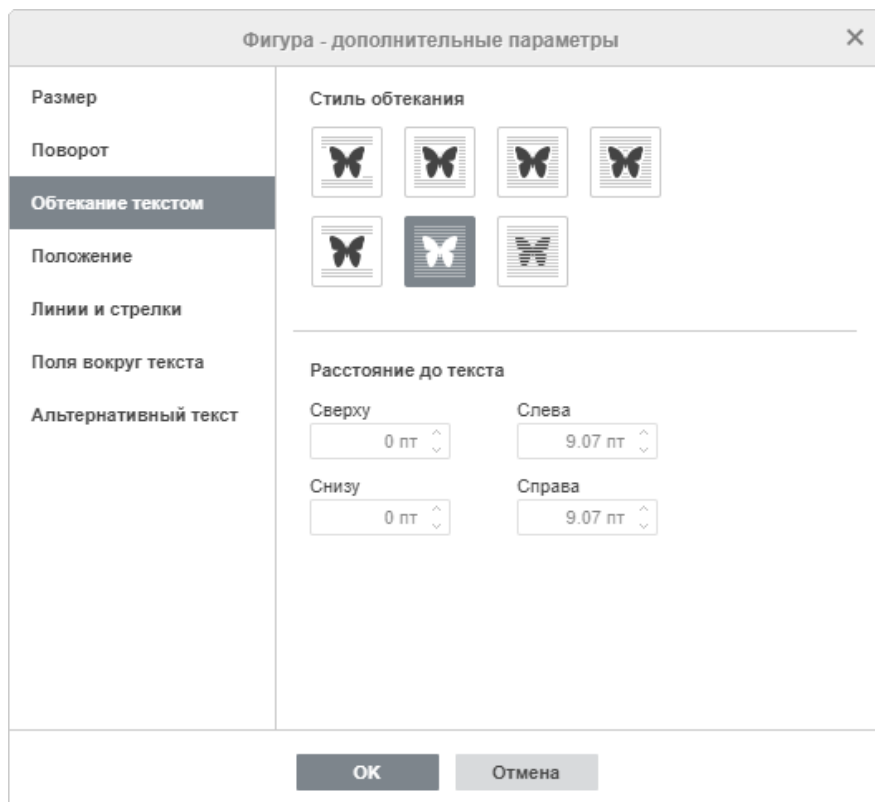 Фигура - дополнительные параметры
Размер
Поворот
Обтекание текстом
Положение
Линии и стрелки
Поля вокруг текста
Альтернативный текст
Стиль обтекания
Расстояние до текста
Сверху
Слева
0 пт
9.07 пт
Снизу
Справа
0 пт
9.07 пт
OK
Отмена